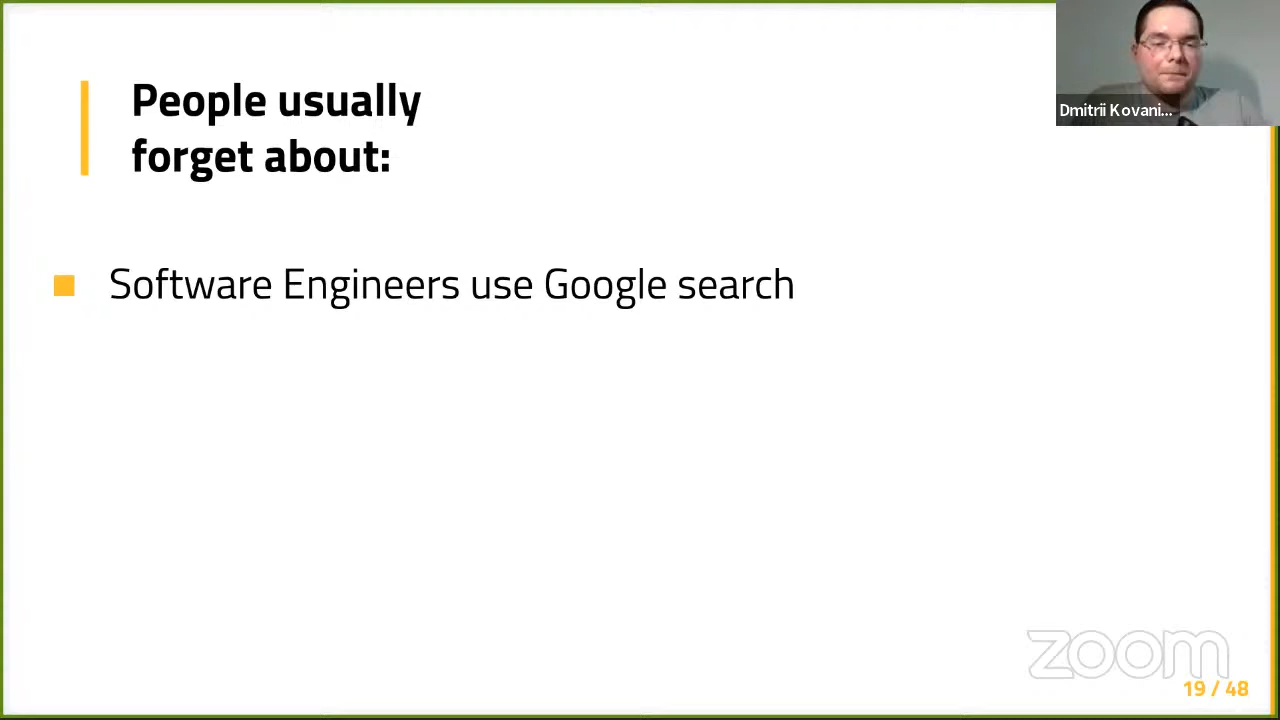 People usually
forget about:
Dmitrii Kovani...
Software Engineers use Google search
zoom
19 / 48